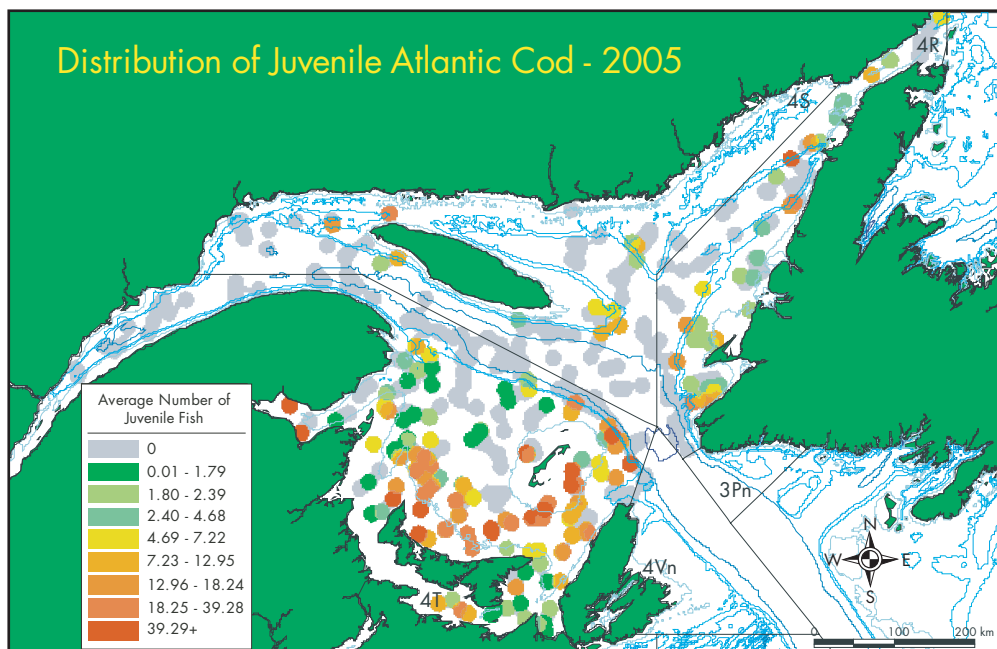 Distribution of Juvenile Atlantic Cod - 2005
4R
4S
3Pn
4Vn
4T
Average Number of
Juvenile Fish
0
0.01 - 1.79
1.80 - 2.39
2.40 - 4.68
4.69 - 7.22
7.23 - 12.95
12.96 - 18.24
18.25 - 39.28
39.29+
N
W E
S
0 100 200 km